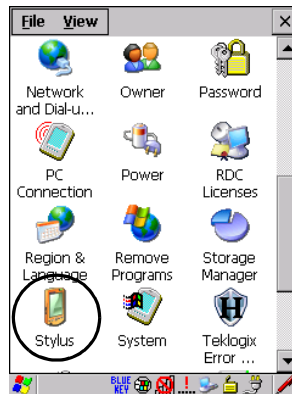 File View
Network and Dial-u...
Owner
Password
PC Connection
Power
RDC Licenses
Region & Language
Remove Programs
Storage Manager
Stylus
System
Teklogix Error ...
BLUE KEY